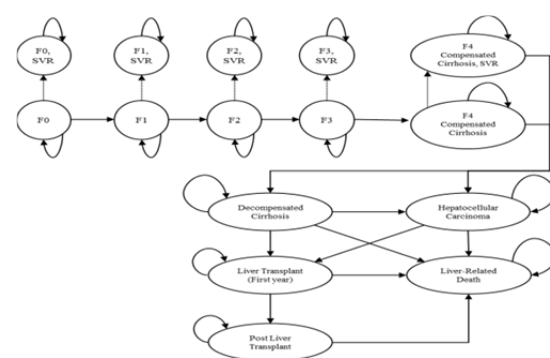 F0,
SVR
F1,
SVR
F2,
SVR
F3,
SVR
F4
Compensated
Cirrhosis, SVR
F0
F1
F2
F3
F4
Compensated
Cirrhosis
Decompensated
Cirrhosis
Hepatocellular
Carcinoma
Liver Transplant
(First year)
Liver-Related
Death
Post Liver
Transplant